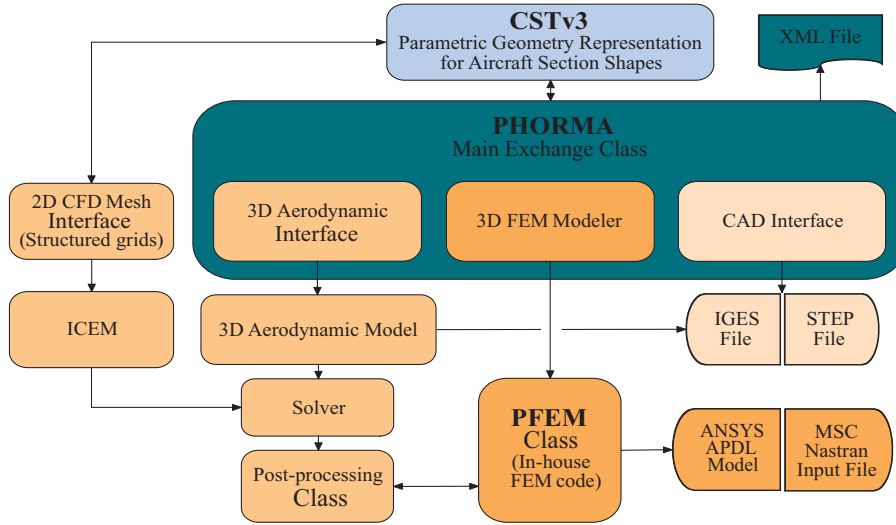 CSTv3
Parametric Geometry Representation
for Aircraft Section Shapes
XML File
PHORMA
Main Exchange Class
2D CFD Mesh
Interface
(Structured grids)
3D Aerodynamic
Interface
3D FEM Modeler
CAD Interface
ICEM
3D Aerodynamic Model
IGES
File
STEP
File
Solver
PFEM
Class
(In-house
FEM code)
ANSYS
APDL
Model
MSC
Nastran
Input File
Post-processing
Class